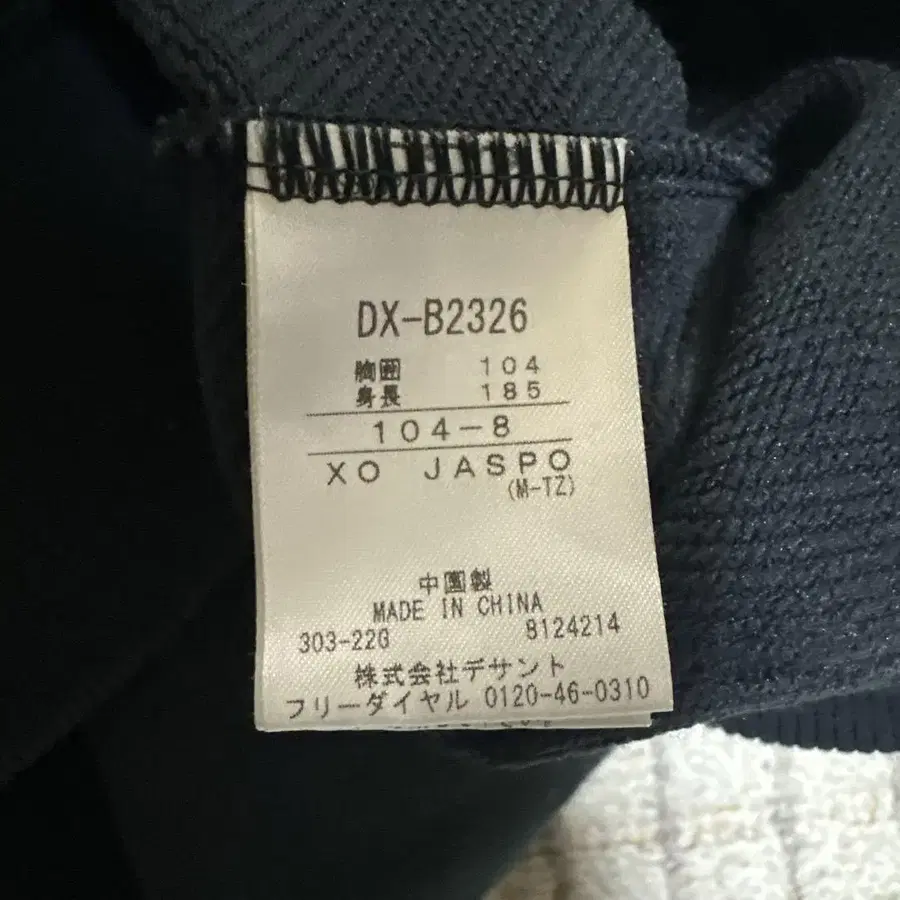 DX-B2326
胸囲 104
身長 185
104-8
XO JASPO
(M-TZ)
中国製
MADE IN CHINA
303-22G 8124214
株式会社デサント
フリーダイヤル 0120-46-0310